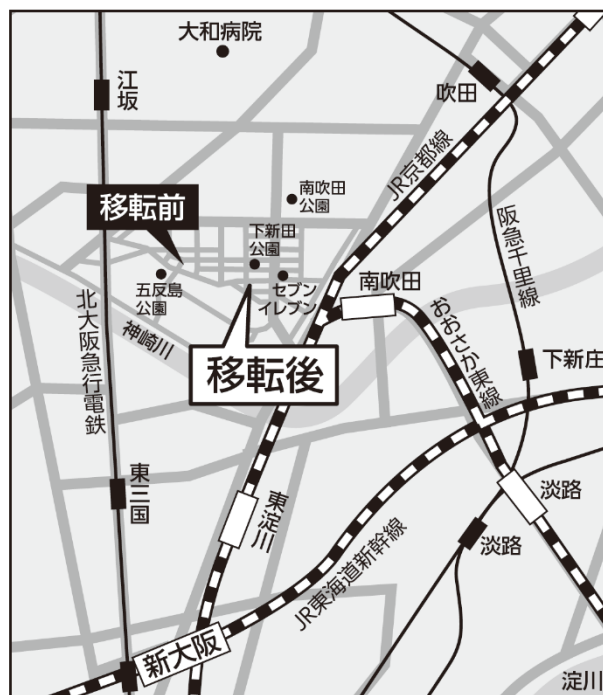 大和病院
江坂
吹田
JR京都線
南吹田
公園
移転前
下新田
公園
阪急千里線
五反島
公園
セブン
イレブン
南吹田
おおさか東線
北大阪急行電鉄
神崎川
移転後
下新庄
東三国
東淀川
淡路
淡路
JR東海道新幹線
新大阪
淀川